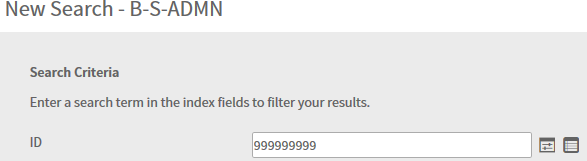 New Search - B-S-ADMN
Search Criteria
Enter a search term in the index fields to filter your results.
ID 999999999